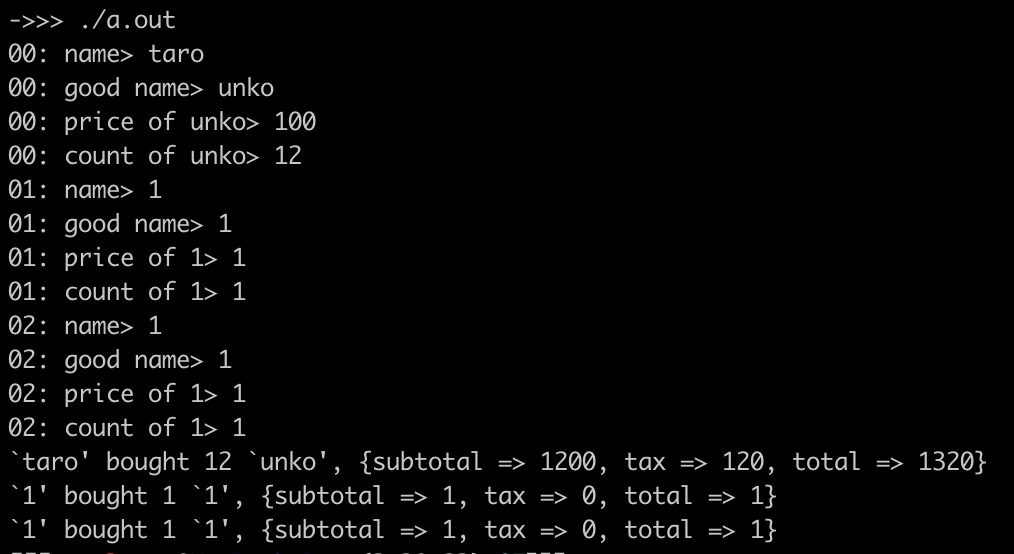 ->>> ./a.out
00: name> taro
00: good name> unko
00: price of unko> 100
00: count of unko> 12
01: name> 1
01: good name> 1
01: price of 1> 1
01: count of 1> 1
02: name> 1
02: good name> 1
02: price of 1> 1
02: count of 1> 1
`taro' bought 12 `unko', {subtotal => 1200, tax => 120, total => 1320}
`1' bought 1 `1', {subtotal => 1, tax => 0, total => 1}
`1' bought 1 `1', {subtotal => 1, tax => 0, total => 1}